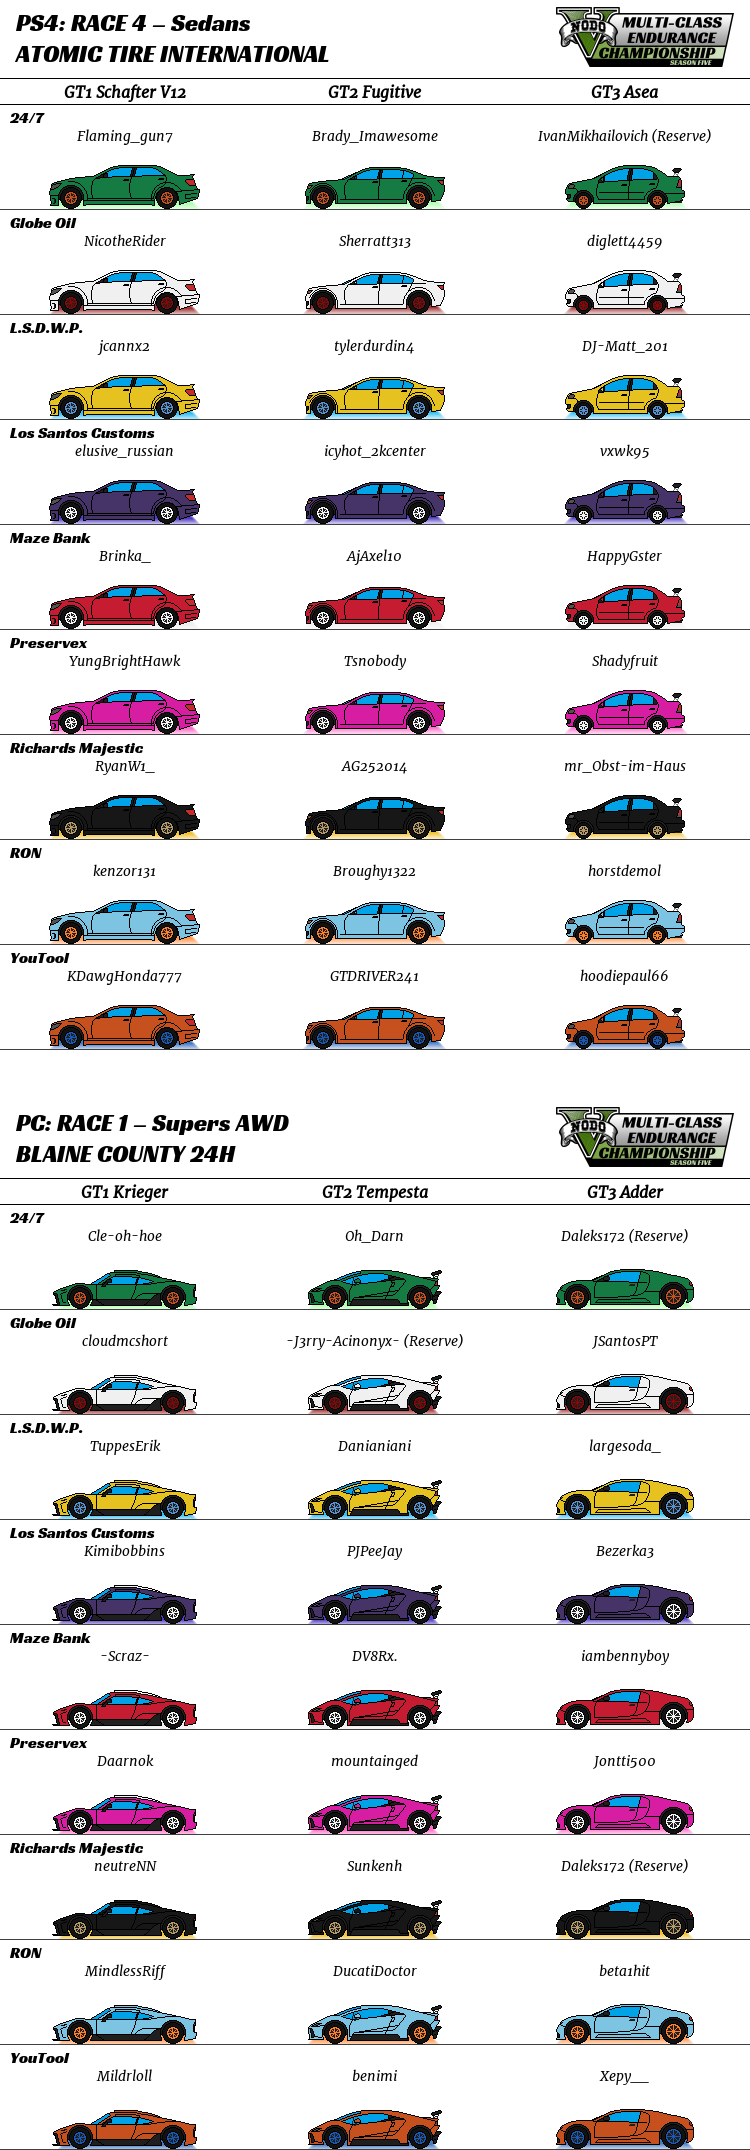 PS4: RACE 4 – Sedans
ATOMIC TIRE INTERNATIONAL
NODO V MULTI-CLASS
ENDURANCE
CHAMPIONSHIP
SEASON FIVE
GT1 Schafter V12 GT2 Fugitive GT3 Asea
24/7
Flaming_gun7 Brady_Imawesome IvanMikhailovich (Reserve)
Globe Oil
NicotheRider Sherratt313 diglett4459
L.S.D.W.P.
jcannx2 tylerdurdin4 DJ-Matt_201
Los Santos Customs
elusive_russian icyhot_2kcenter vxwk95
Maze Bank
Brinka_ AjAxel10 HappyGster
Preservex
YungBrightHawk Tsnobody Shadyfruit
Richards Majestic
RyanW1_ AG252014 mr_Obst-im-Haus
RON
kenzor131 Broughy1322 horstdemol
YouTool
KDawgHonda777 GTDRIVER241 hoodiepaul66
PC: RACE 1 – Supers AWD
BLAINE COUNTY 24H
NODO V MULTI-CLASS
ENDURANCE
CHAMPIONSHIP
SEASON FIVE
GT1 Krieger GT2 Tempesta GT3 Adder
24/7
Cle-oh-hoe Oh_Darn Daleks172 (Reserve)
Globe Oil
cloudmcshort -J3rry-Acinonyx- (Reserve) JSantosPT
L.S.D.W.P.
TuppesErik Danianiani largesoda_
Los Santos Customs
Kimibobbins PJPeeJay Bezerka3
Maze Bank
-Scraz- DV8Rx. iambennyboy
Preservex
Daarnok mountainged Jontti500
Richards Majestic
neutreNN Sunkenh Daleks172 (Reserve)
RON
MindlessRiff DucatiDoctor beta1hit
YouTool
Mildrloll benimi Xepy__